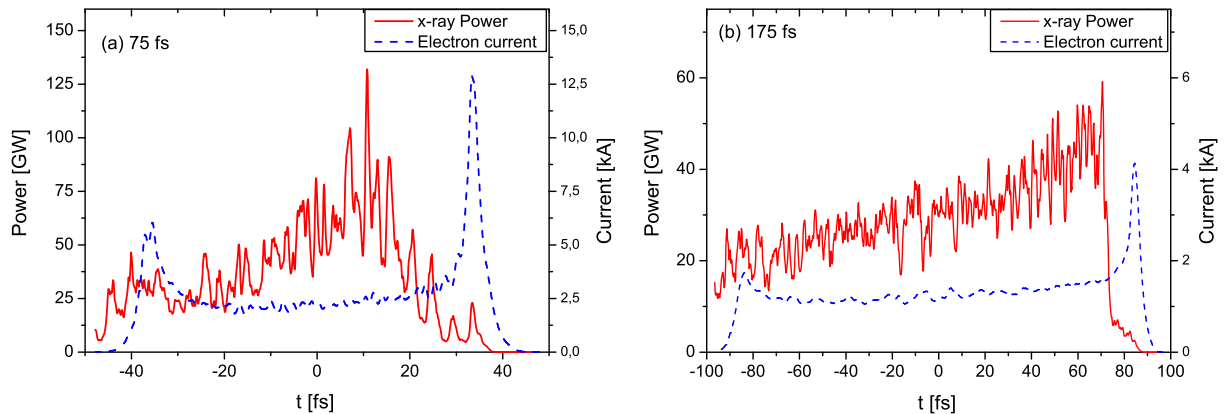 (a) 75 fs
x-ray Power
Electron current
Power [GW]
150
125
100
75
50
25
0
Current [kA]
15,0
12,5
10,0
7,5
5,0
2,5
0,0
-40 -20 0 20 40
t [fs]
(b) 175 fs
x-ray Power
Electron current
Power [GW]
60
40
20
0
Current [kA]
6
4
2
0
-100 -80 -60 -40 -20 0 20 40 60 80 100
t [fs]